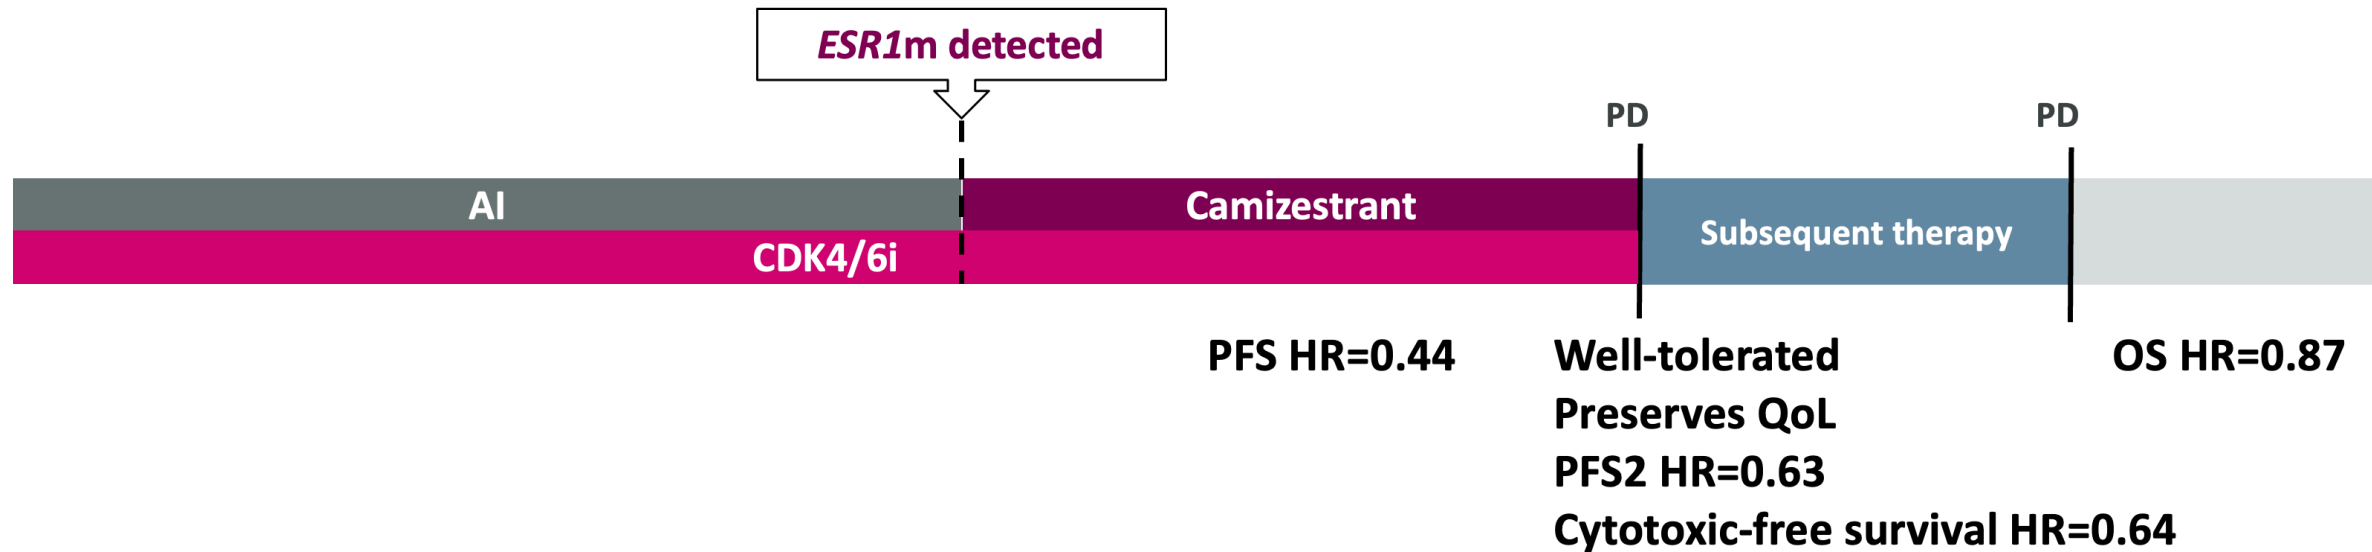 ESR1m detected
PD
PD
AI
Camizestrant
CDK4/6i
Subsequent therapy
PFS HR=0.44
Well-tolerated
Preserves QoL
PFS2 HR=0.63
Cytotoxic-free survival HR=0.64
OS HR=0.87